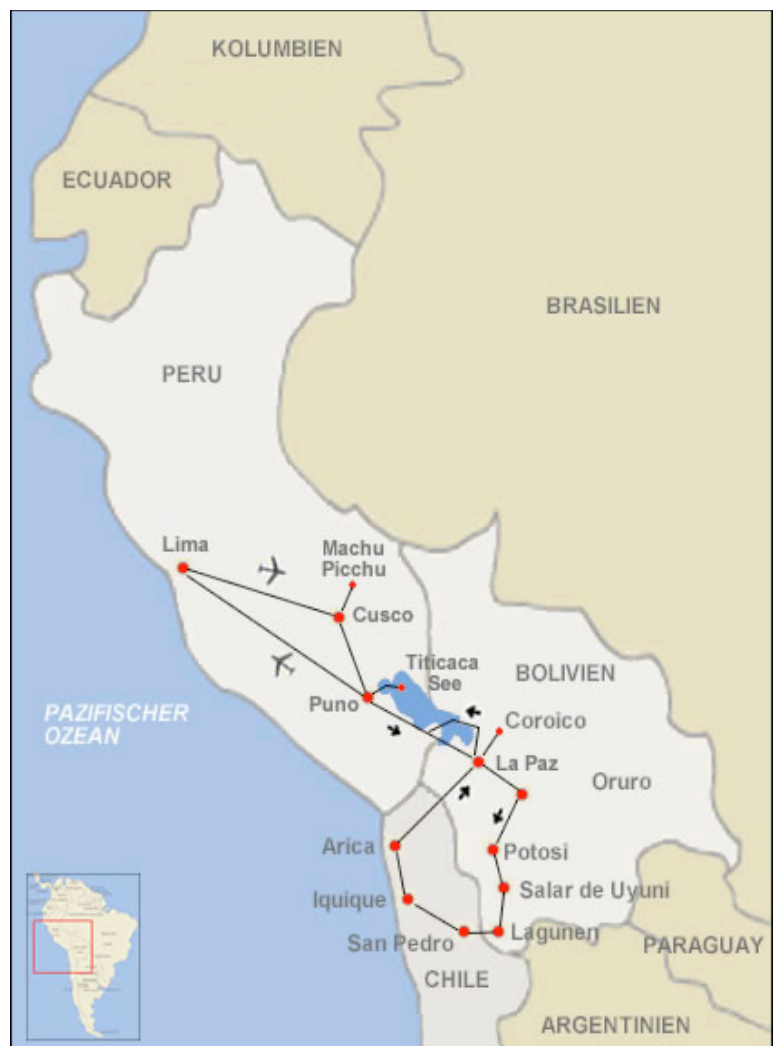 KOLUMBIEN
ECUADOR
BRASILIEN
PERU
Lima
Machu
Picchu
Cusco
Titicaca
See
BOLIVIEN
Puno
PAZIFISCHER
OZEAN
Coroico
La Paz
Oruro
Arica
Potosi
Iquique
Salar de Uyuni
San Pedro
Lagunen
PARAGUAY
CHILE
ARGENTINIEN